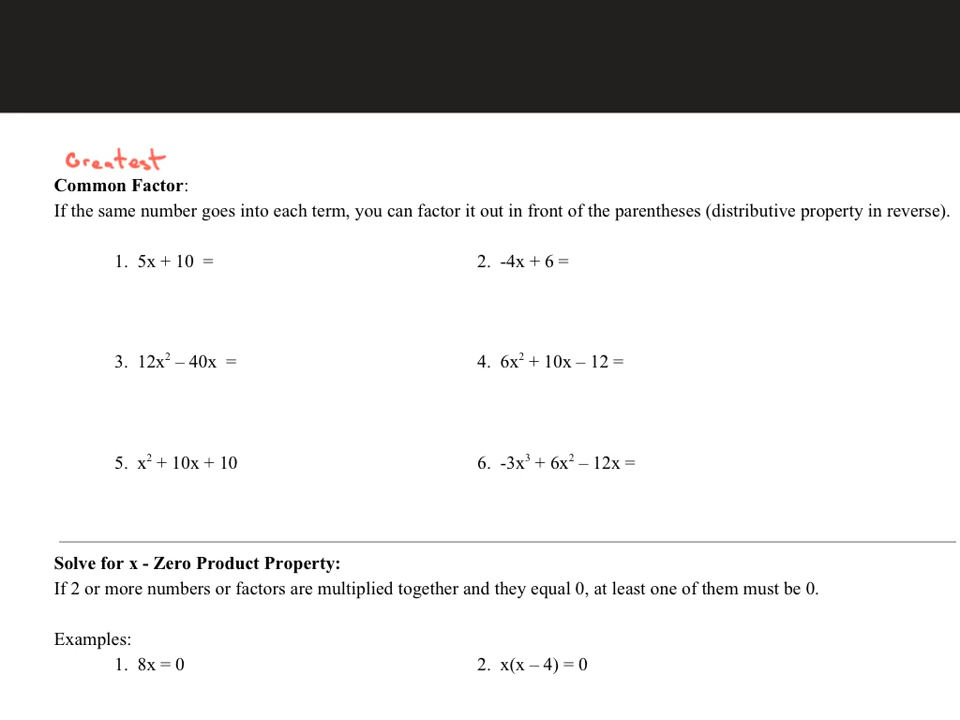 Greatest
Common Factor:
If the same number goes into each term, you can factor it out in front of the parentheses (distributive property in reverse).
1. 5x + 10 = 2. -4x + 6 =
3. 12x² – 40x = 4. 6x² + 10x – 12 =
5. x² + 10x + 10 6. -3x³ + 6x² – 12x =
Solve for x - Zero Product Property:
If 2 or more numbers or factors are multiplied together and they equal 0, at least one of them must be 0.
Examples:
1. 8x = 0 2. x(x – 4) = 0